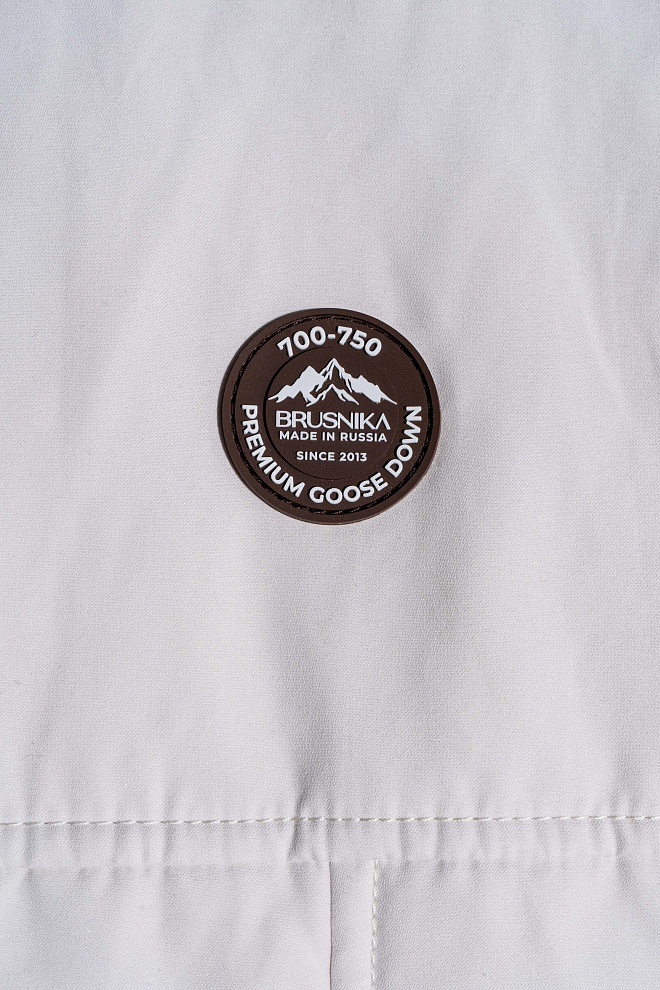 700-750
BRUSNIKA
MADE IN RUSSIA
SINCE 2013
PREMIUM GOOSE DOWN